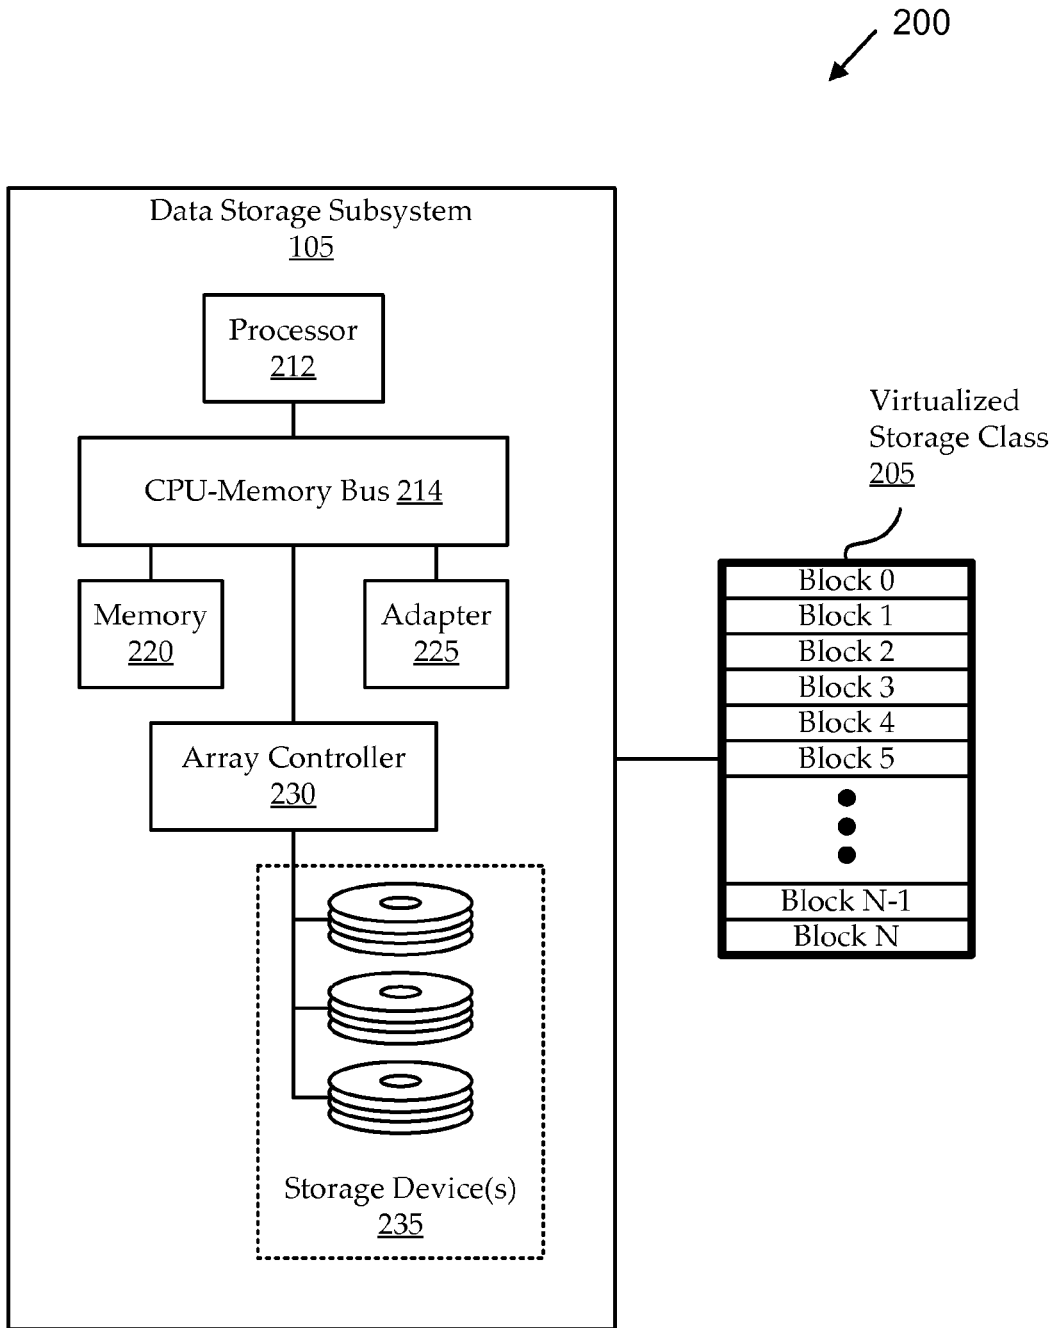 200
Data Storage Subsystem
105
Processor
212
CPU-Memory Bus 214
Memory
220
Adapter
225
Array Controller
230
Storage Device(s)
235
Virtualized
Storage Class
205
Block 0
Block 1
Block 2
Block 3
Block 4
Block 5
Block N-1
Block N